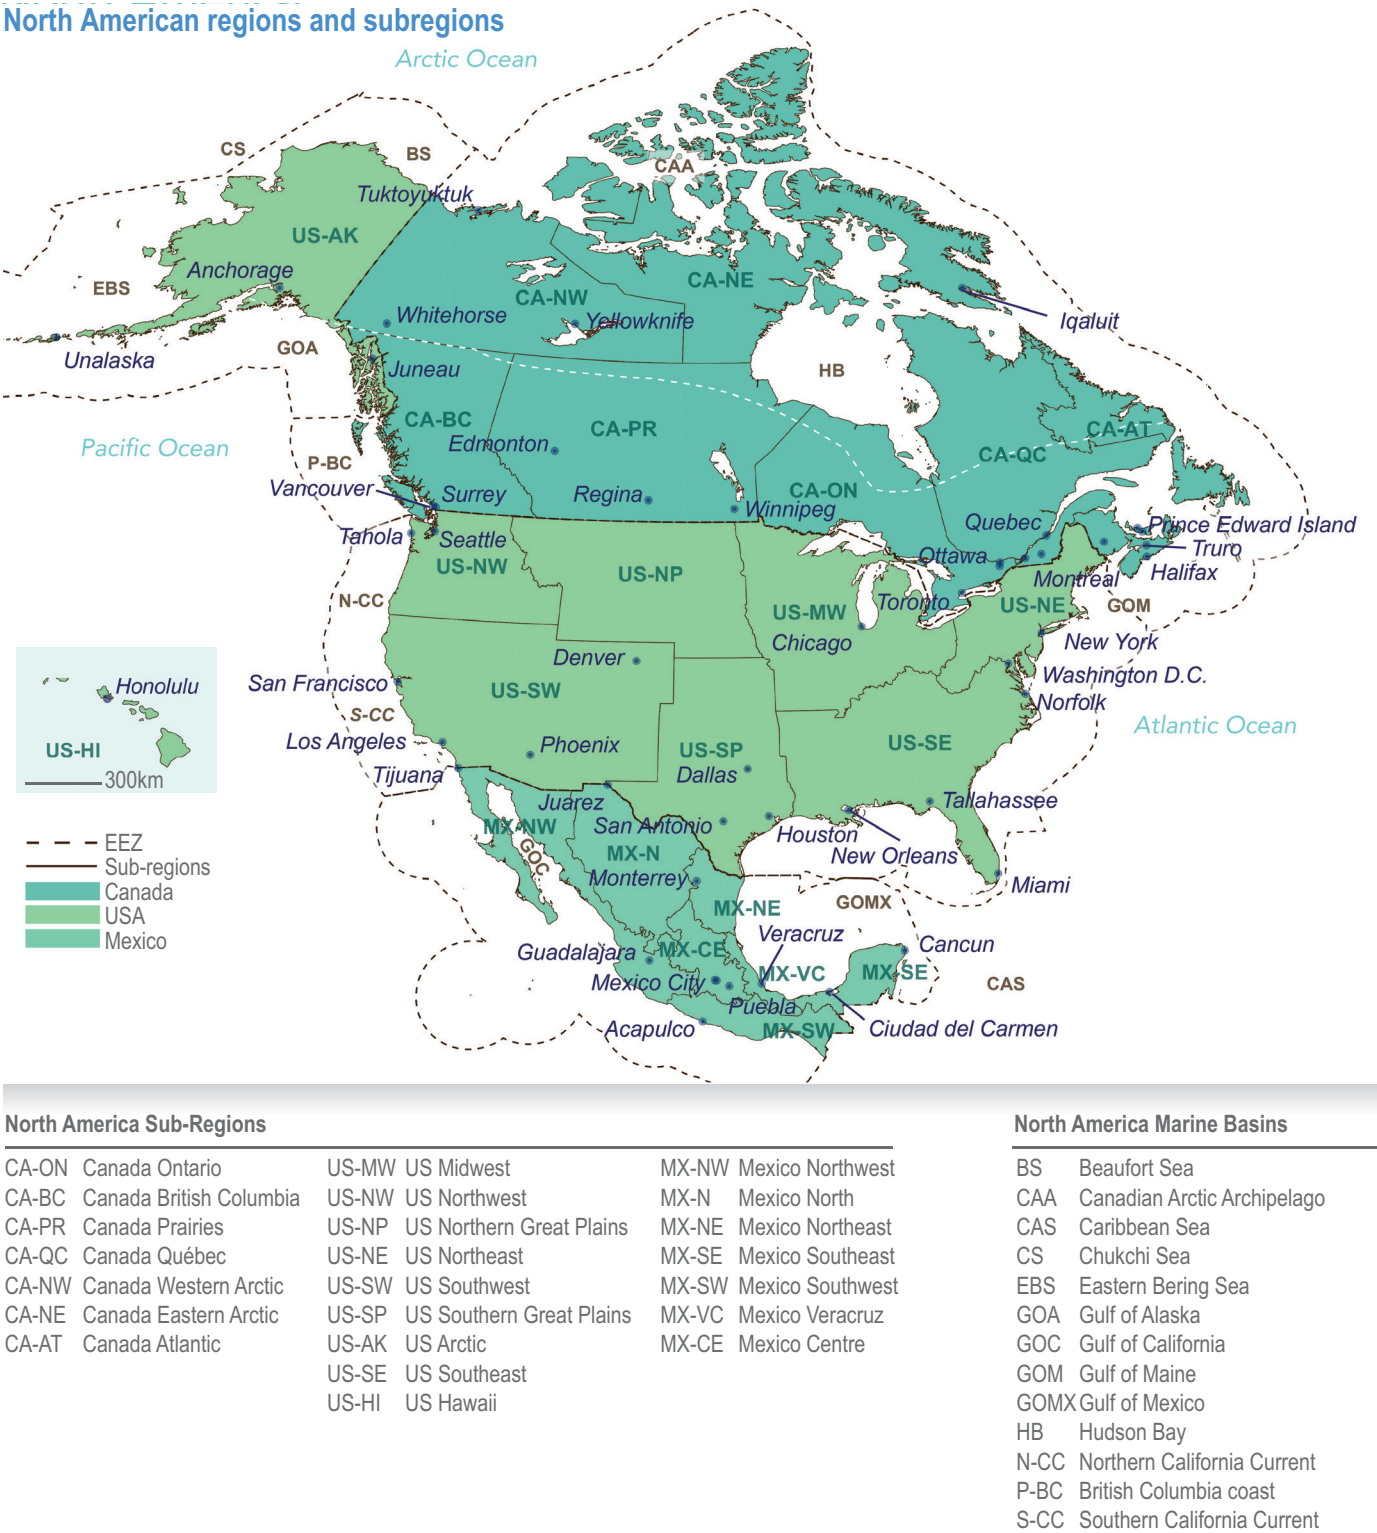 North American regions and subregions
Arctic Ocean
CS
BS
CAA
Tuktoyuktuk
US-AK
Anchorage
EBS
CA-NE
CA-NW
Whitehorse
Yellowknife
Iqaluit
Unalaska
GOA
Juneau
HB
CA-BC
CA-PR
CA-AT
Pacific Ocean
Edmonton
CA-QC
P-BC
Vancouver
Surrey
Regina
CA-ON
Winnipeg
Quebec
Prince Edward Island
Tahola
Seattle
Ottawa
Truro
US-NW
US-NP
Montreal
Halifax
N-CC
US-MW
Toronto
US-NE
GOM
Chicago
New York
Denver
Washington D.C.
San Francisco
US-SW
Norfolk
Honolulu
S-CC
Atlantic Ocean
US-HI
Los Angeles
Phoenix
US-SP
US-SE
300km
Tijuana
Dallas
Juarez
Tallahassee
MX-NW
San Antonio
Houston
EEZ
GOC
MX-N
New Orleans
Sub-regions
Monterrey
Miami
Canada
MX-NE
GOMX
USA
Veracruz
Mexico
Guadalajara
MX-CE
Cancun
Mexico City
MX-VC
MX-SE
CAS
Puebla
Acapulco
MX-SW
Ciudad del Carmen
North America Sub-Regions
CA-ON Canada Ontario
CA-BC Canada British Columbia
CA-PR Canada Prairies
CA-QC Canada Québec
CA-NW Canada Western Arctic
CA-NE Canada Eastern Arctic
CA-AT Canada Atlantic
US-MW US Midwest
US-NW US Northwest
US-NP US Northern Great Plains
US-NE US Northeast
US-SW US Southwest
US-SP US Southern Great Plains
US-AK US Arctic
US-SE US Southeast
US-HI US Hawaii
MX-NW Mexico Northwest
MX-N Mexico North
MX-NE Mexico Northeast
MX-SE Mexico Southeast
MX-SW Mexico Southwest
MX-VC Mexico Veracruz
MX-CE Mexico Centre
North America Marine Basins
BS Beaufort Sea
CAA Canadian Arctic Archipelago
CAS Caribbean Sea
CS Chukchi Sea
EBS Eastern Bering Sea
GOA Gulf of Alaska
GOC Gulf of California
GOM Gulf of Maine
GOMX Gulf of Mexico
HB Hudson Bay
N-CC Northern California Current
P-BC British Columbia coast
S-CC Southern California Current